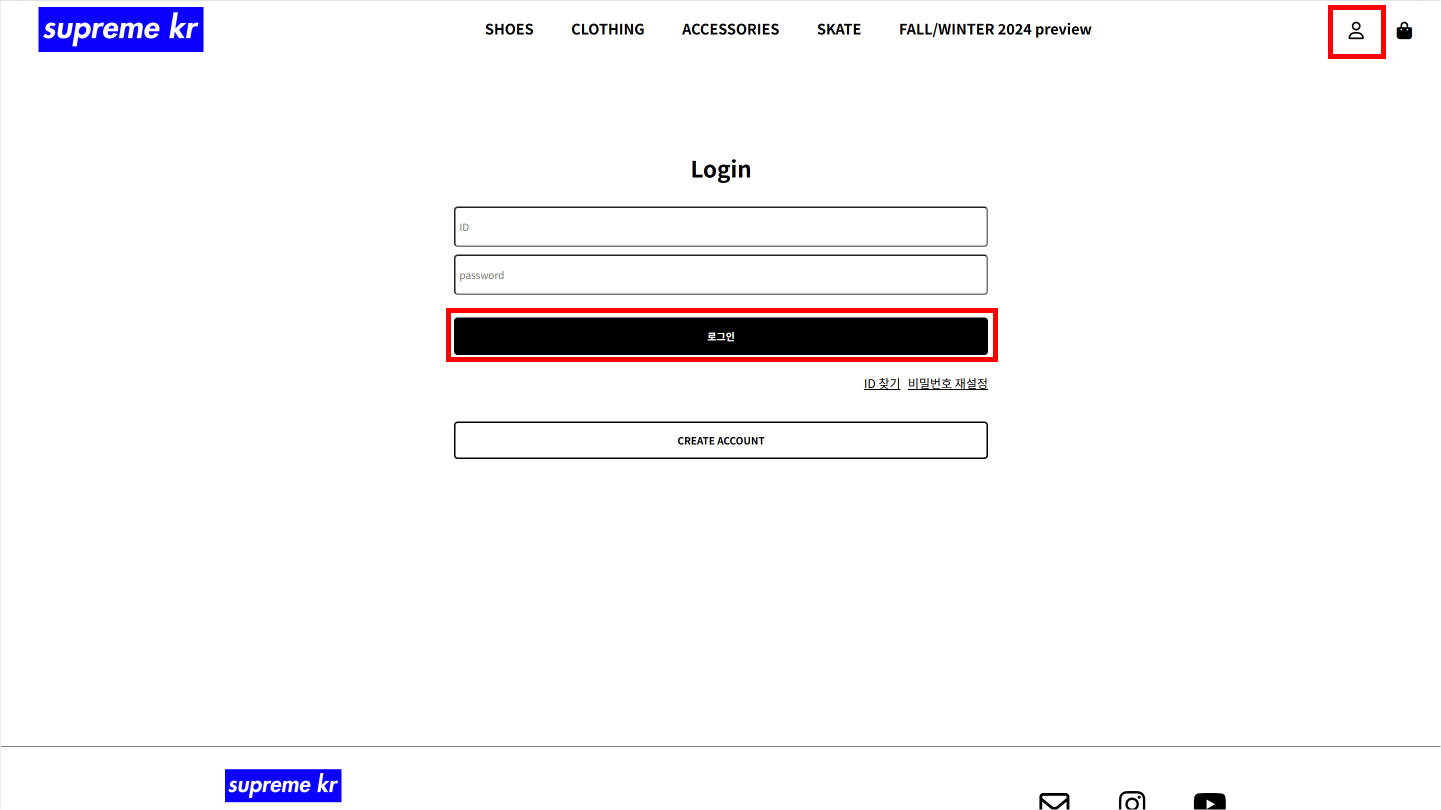 supreme kr
SHOES CLOTHING ACCESSORIES SKATE FALL/WINTER 2024 preview
Login
ID
password
로그인
ID 찾기 비밀번호 재설정
CREATE ACCOUNT
supreme kr